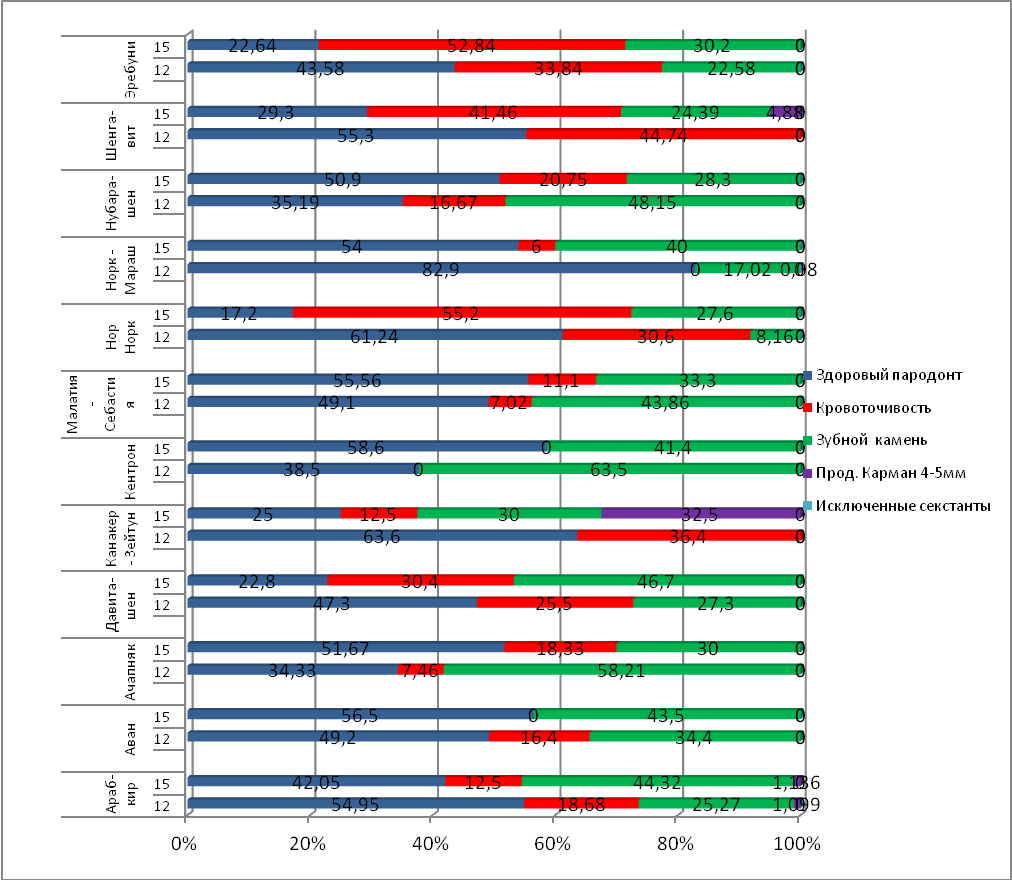 Эребуни
15 22,64 52,84 30,2 0
12 43,58 33,84 22,58 0
Шенга-
вит
15 29,3 41,46 24,39 4,88 0
12 55,3 44,74 0
Нубара-
шен
15 50,9 20,75 28,3 0
12 35,19 16,67 48,15 0
Норк -
Мараш
15 54 6 40 0
12 82,9 0 17,02 0,08
Нор
Норк
15 17,2 55,2 27,6 0
12 61,24 30,6 8,16 0
Малатия
-
Себасти
я
15 55,56 11,1 33,3 0
12 49,1 7,02 43,86 0
Кентрон
15 58,6 0 41,4 0
12 38,5 0 63,5 0
Канакер
- Зейтун
15 25 12,5 30 32,5 0
12 63,6 36,4 0
Давита-
шен
15 22,8 30,4 46,7 0
12 47,3 25,5 27,3 0
Ачапняк
15 51,67 18,33 30 0
12 34,33 7,46 58,21 0
Аван
15 56,5 0 43,5 0
12 49,2 16,4 34,4 0
Араб-
кир
15 42,05 12,5 44,32 1,136
12 54,95 18,68 25,27 1,099
0% 20% 40% 60% 80% 100%
Здоровый пародонт
Кровоточивость
Зубной камень
Прод. Карман 4-5мм
Исключенные секстанты